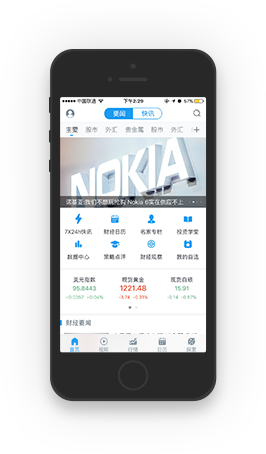 中国联通 下午2:29 57%
要闻 快讯
主要 股市 外汇 贵金属 股市 外汇 +
NOKIA
诺基亚:我们不想玩抢购 Nokia 6实在供应不上
7X24h快讯 财经日历 名家专栏 投资学堂
数据中心 策略点评 财经观察 我的自选
美元指数 现货黄金 现货白银
95.8443 1221.48 15.91
+0.0357 +0.04% -3.74 -0.30% -0.14 -0.87%
财经要闻
首页 视听 行情 日历 探索